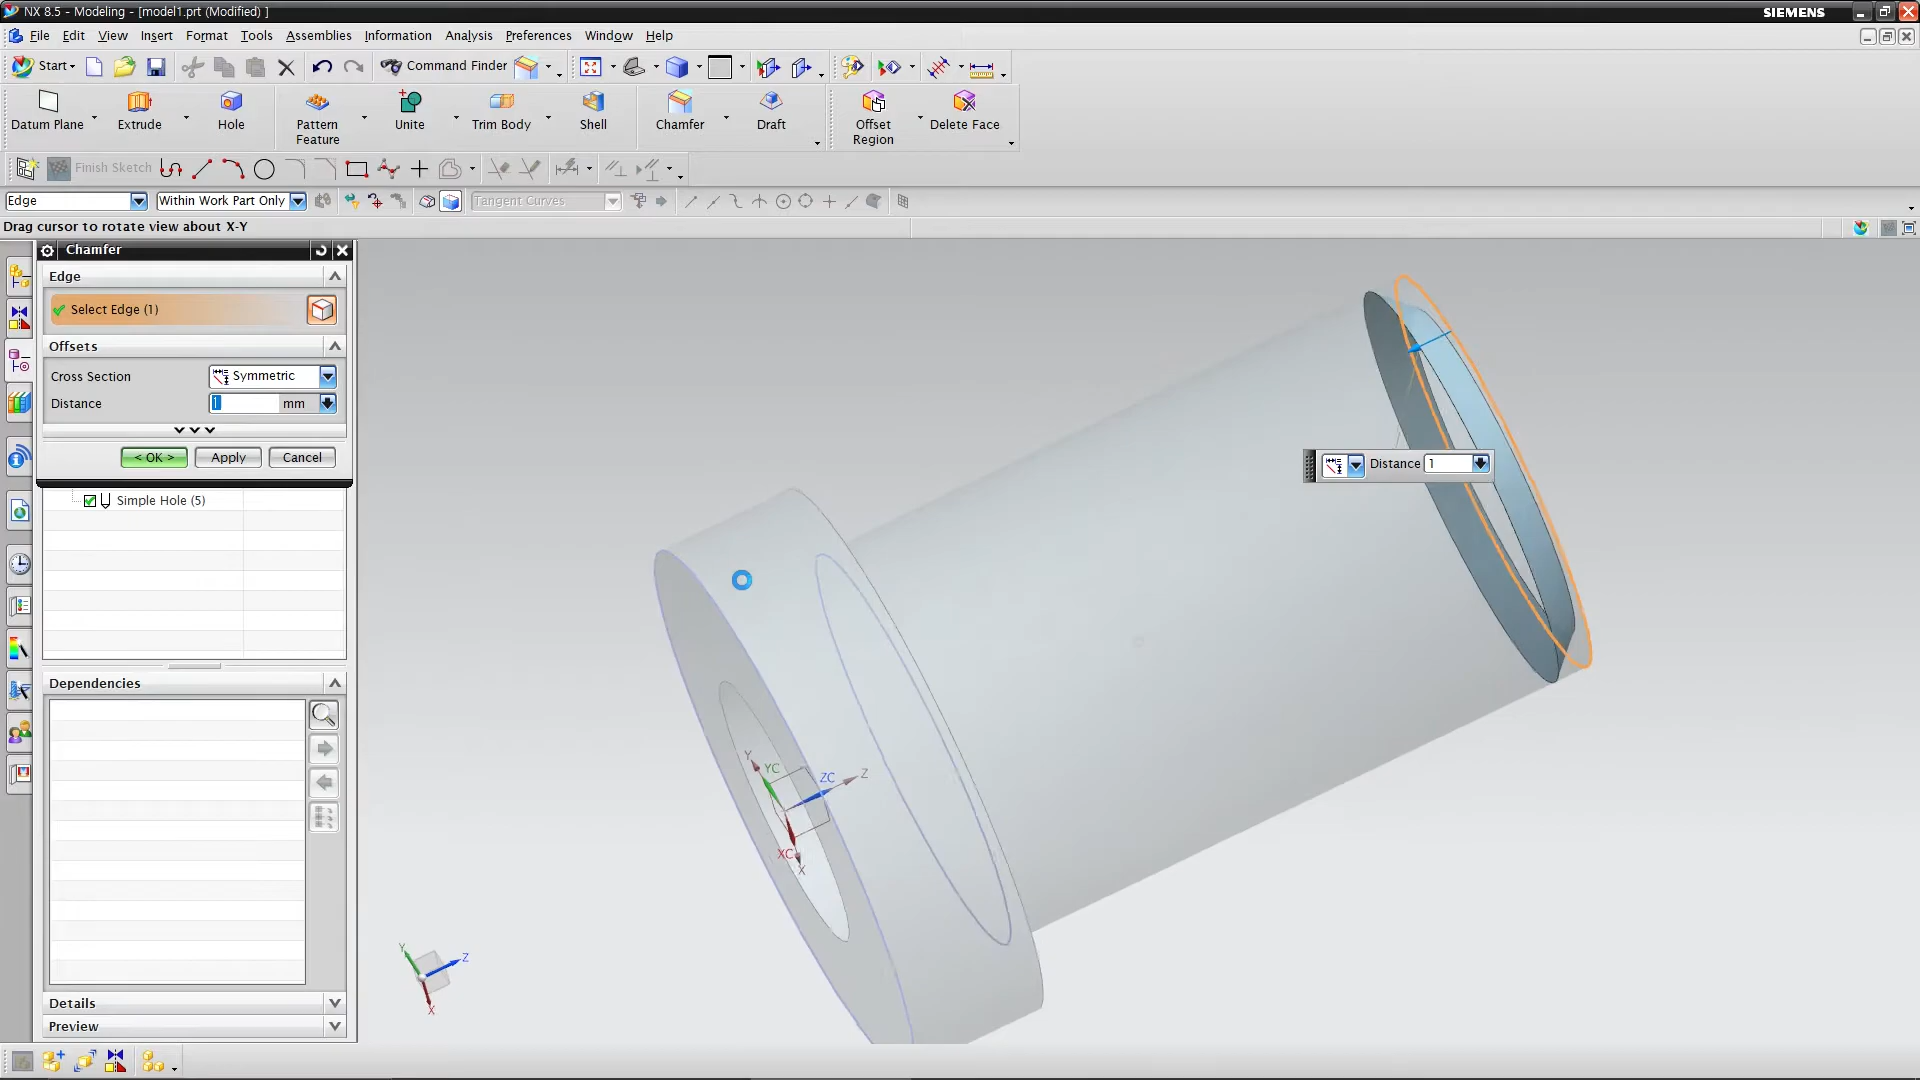 NX 8.5 - Modeling - [model1.prt (Modified) ]
SIEMENS
File Edit View Insert Format Tools Assemblies Information Analysis Preferences Window Help
Start Command Finder
Datum Plane Extrude Hole Pattern Feature Unite Trim Body Shell Chamfer Draft Offset Region Delete Face
Finish Sketch
Edge Within Work Part Only Tangent Curves
Drag cursor to rotate view about X-Y
Chamfer
Edge
Select Edge (1)
Offsets
Cross Section Symmetric
Distance 1 mm
< OK > Apply Cancel
Distance 1
Simple Hole (5)
Dependencies
Y
YC
ZC
Z
XC
X
Y
Z
X
Details
Preview